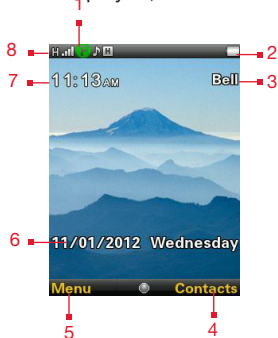 1
8 H H 2
7 11:13AM Bell 3
6 11/01/2012 Wednesday
Menu Contacts
5 4